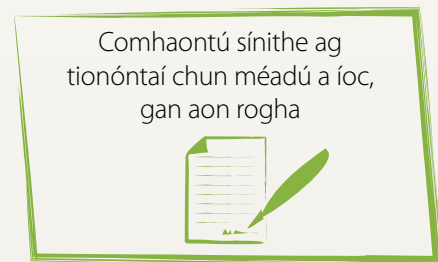 Comhaontú sínithe ag
tionóntaí chun méadú a íoc,
gan aon rogha